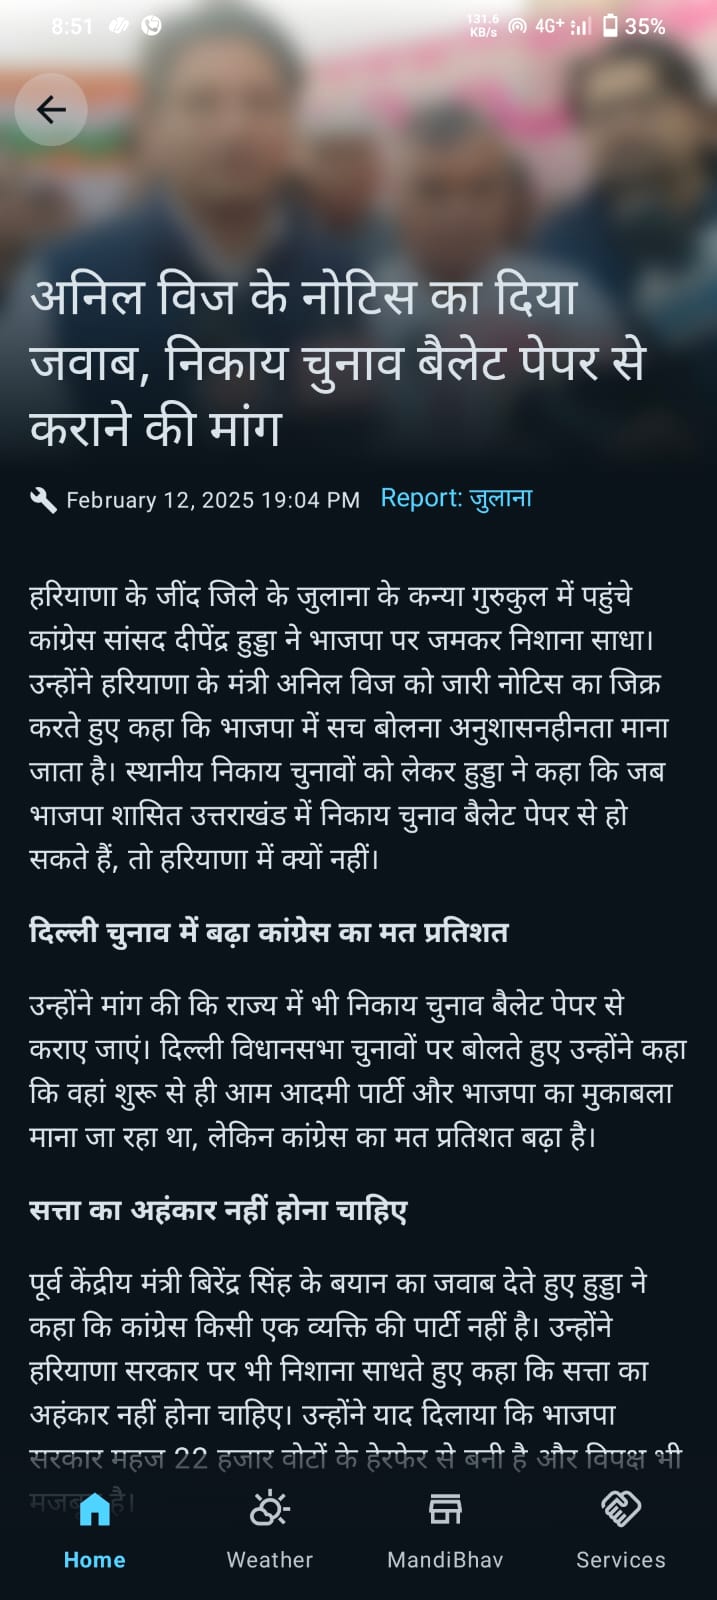 8:51
131.6
KB/s
4G+
35%
अनिल विज के नोटिस का दिया
जवाब, निकाय चुनाव बैलेट पेपर से
कराने की मांग
February 12, 2025 19:04 PM Report: जुलाना
हरियाणा के जींद जिले के जुलाना के कन्या गुरुकुल में पहुंचे
कांग्रेस सांसद दीपेंद्र हुड्डा ने भाजपा पर जमकर निशाना साधा।
उन्होंने हरियाणा के मंत्री अनिल विज को जारी नोटिस का जिक्र
करते हुए कहा कि भाजपा में सच बोलना अनुशासनहीनता माना
जाता है। स्थानीय निकाय चुनावों को लेकर हुड्डा ने कहा कि जब
भाजपा शासित उत्तराखंड में निकाय चुनाव बैलेट पेपर से हो
सकते हैं, तो हरियाणा में क्यों नहीं।
दिल्ली चुनाव में बढ़ा कांग्रेस का मत प्रतिशत
उन्होंने मांग की कि राज्य में भी निकाय चुनाव बैलेट पेपर से
कराए जाएं। दिल्ली विधानसभा चुनावों पर बोलते हुए उन्होंने कहा
कि वहां शुरू से ही आम आदमी पार्टी और भाजपा का मुकाबला
माना जा रहा था, लेकिन कांग्रेस का मत प्रतिशत बढ़ा है।
सत्ता का अहंकार नहीं होना चाहिए
पूर्व केंद्रीय मंत्री बिरेंद्र सिंह के बयान का जवाब देते हुए हुड्डा ने
कहा कि कांग्रेस किसी एक व्यक्ति की पार्टी नहीं है। उन्होंने
हरियाणा सरकार पर भी निशाना साधते हुए कहा कि सत्ता का
अहंकार नहीं होना चाहिए। उन्होंने याद दिलाया कि भाजपा
सरकार महज 22 हजार वोटों के हेरफेर से बनी है और विपक्ष भी
है।
Home Weather MandiBhav Services